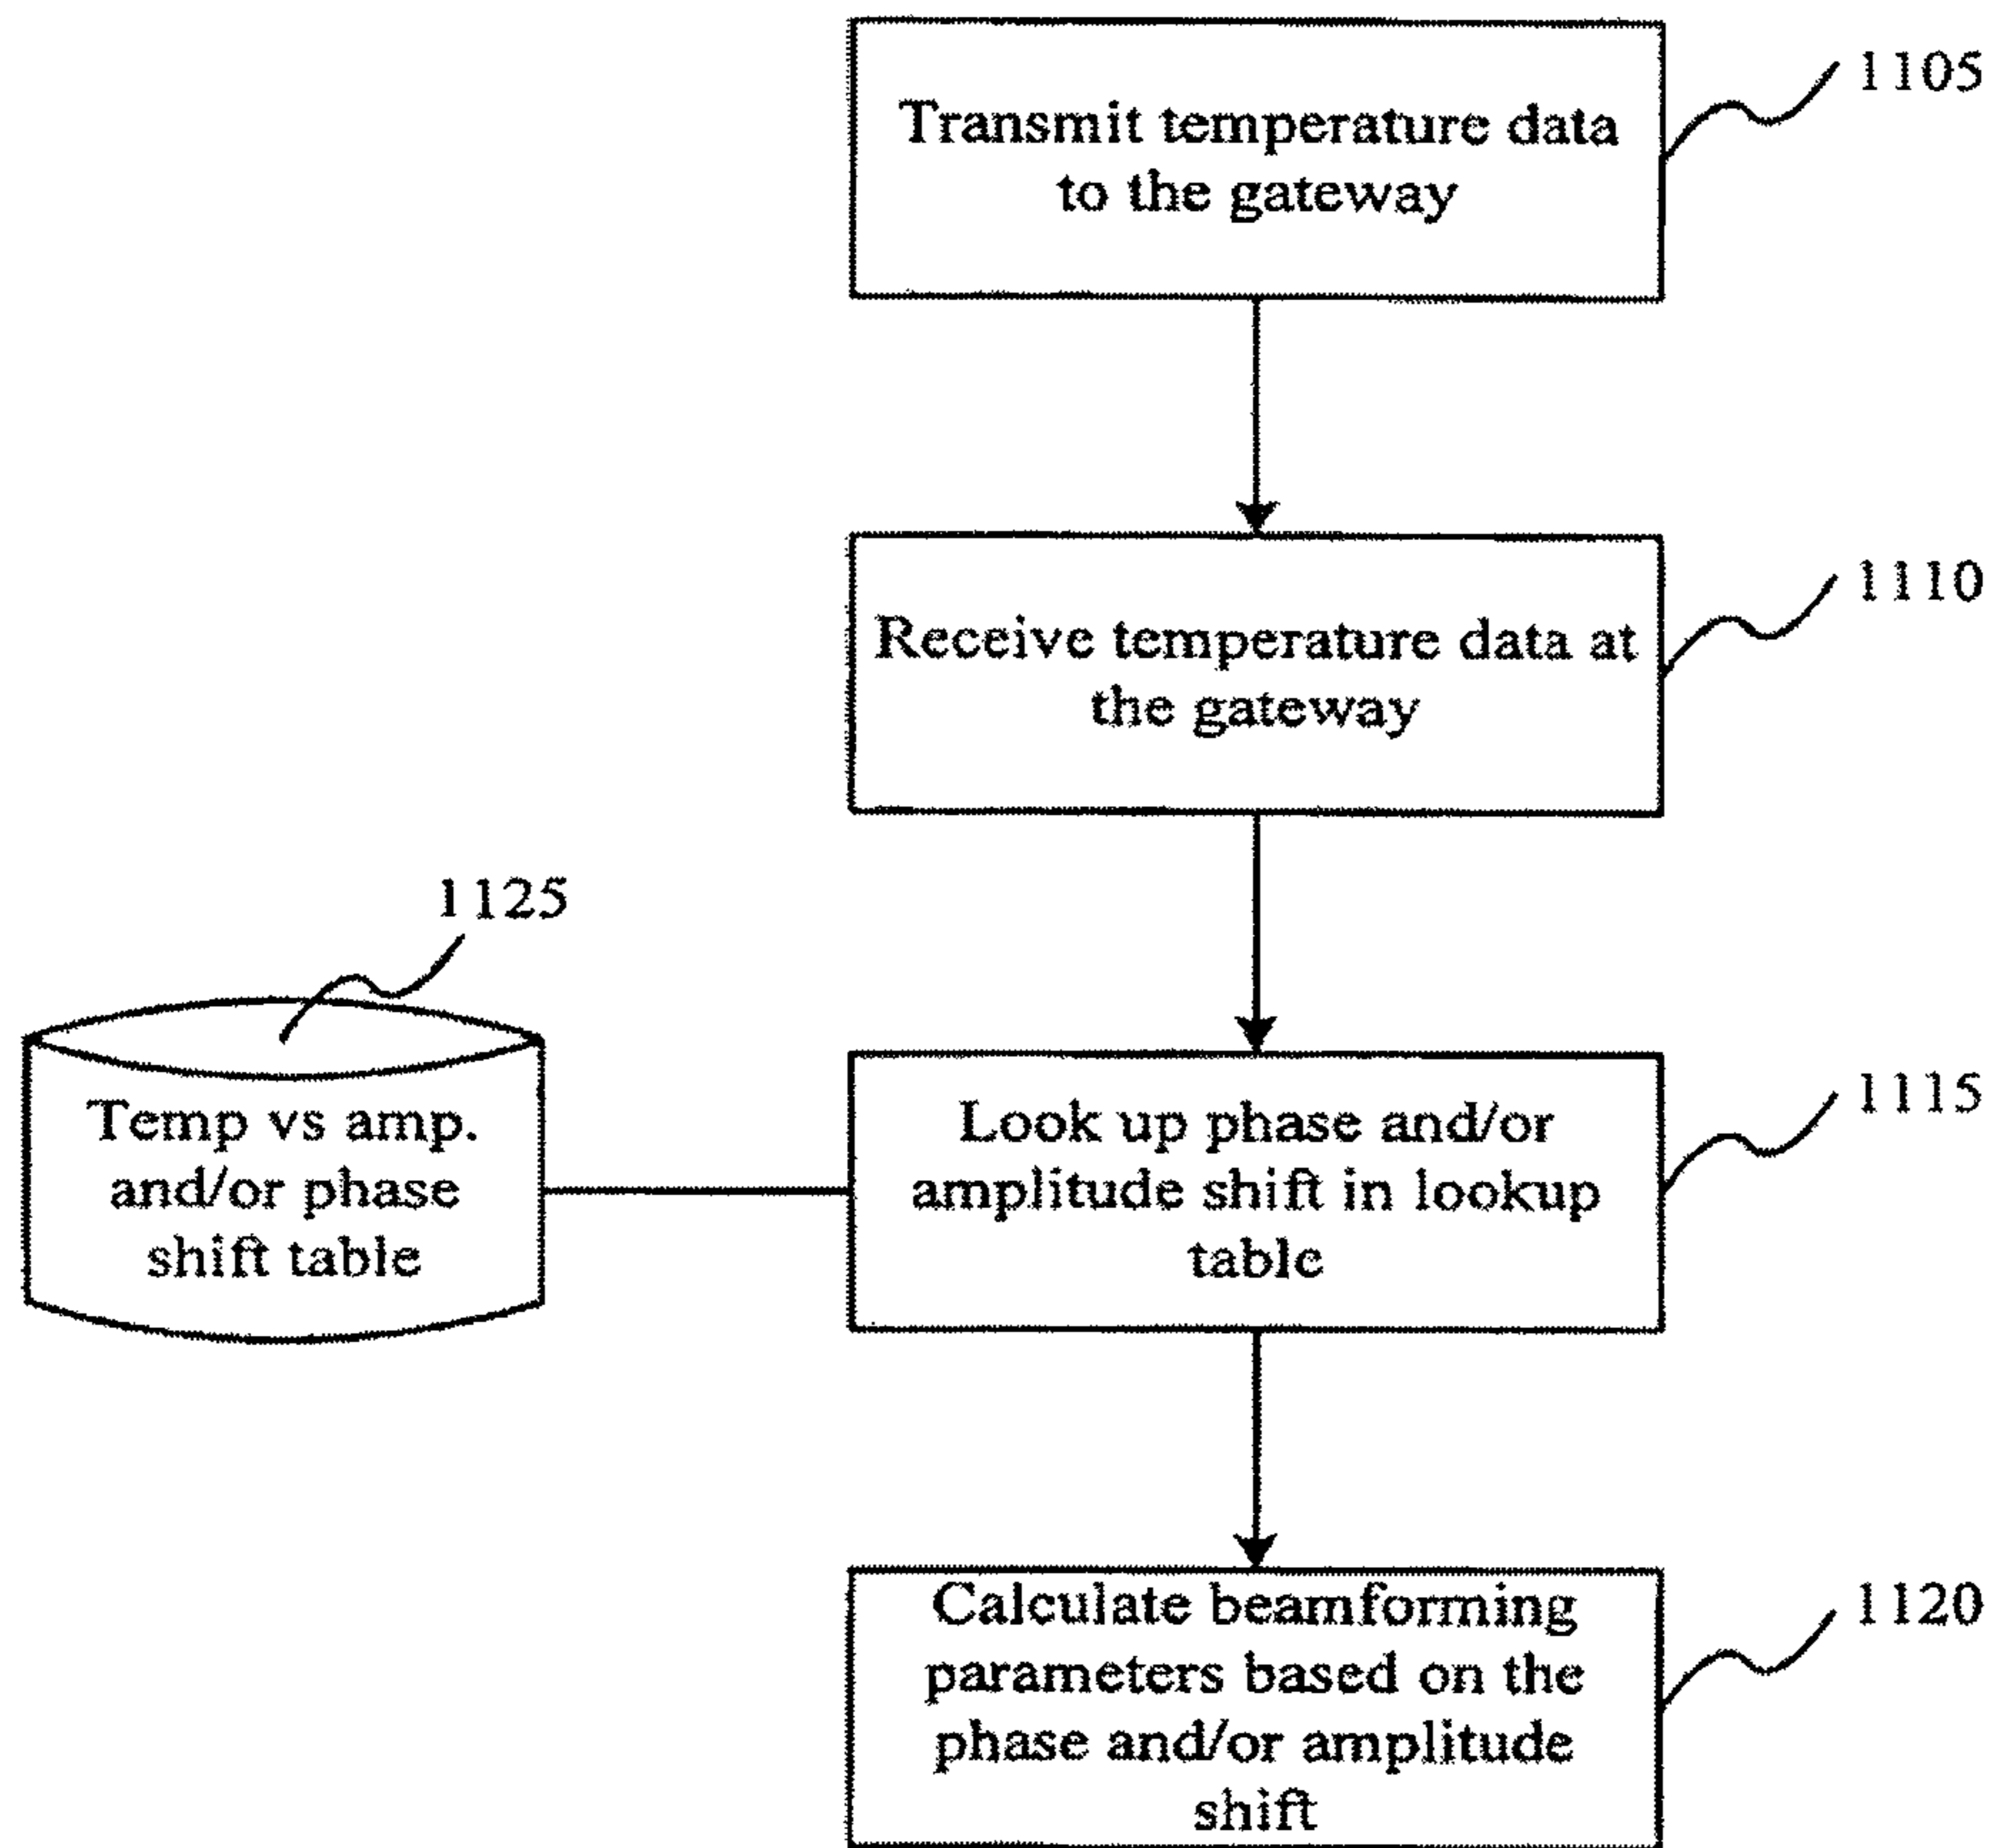 1105
Transmit temperature data
to the gateway
1110
Receive temperature data at
the gateway
1125
Temp vs amp.
and/or phase
shift table
1115
Look up phase and/or
amplitude shift in lookup
table
1120
Calculate beamforming
parameters based on the
phase and/or amplitude
shift